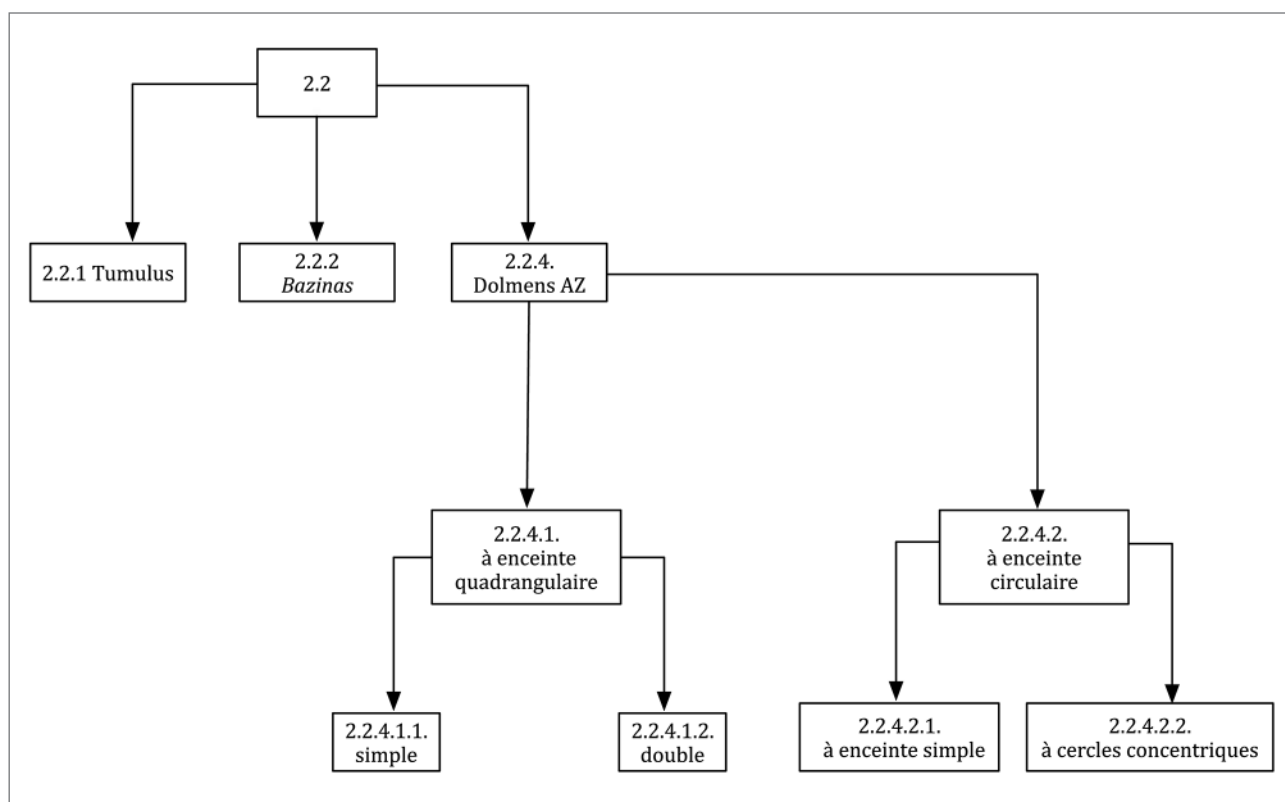 2.2
2.2.1 Tumulus
2.2.2
Bazinas
2.2.4.
Dolmens AZ
2.2.4.1.
à enceinte
quadrangulaire
2.2.4.2.
à enceinte
circulaire
2.2.4.1.1.
simple
2.2.4.1.2.
double
2.2.4.2.1.
à enceinte simple
2.2.4.2.2.
à cercles concentriques